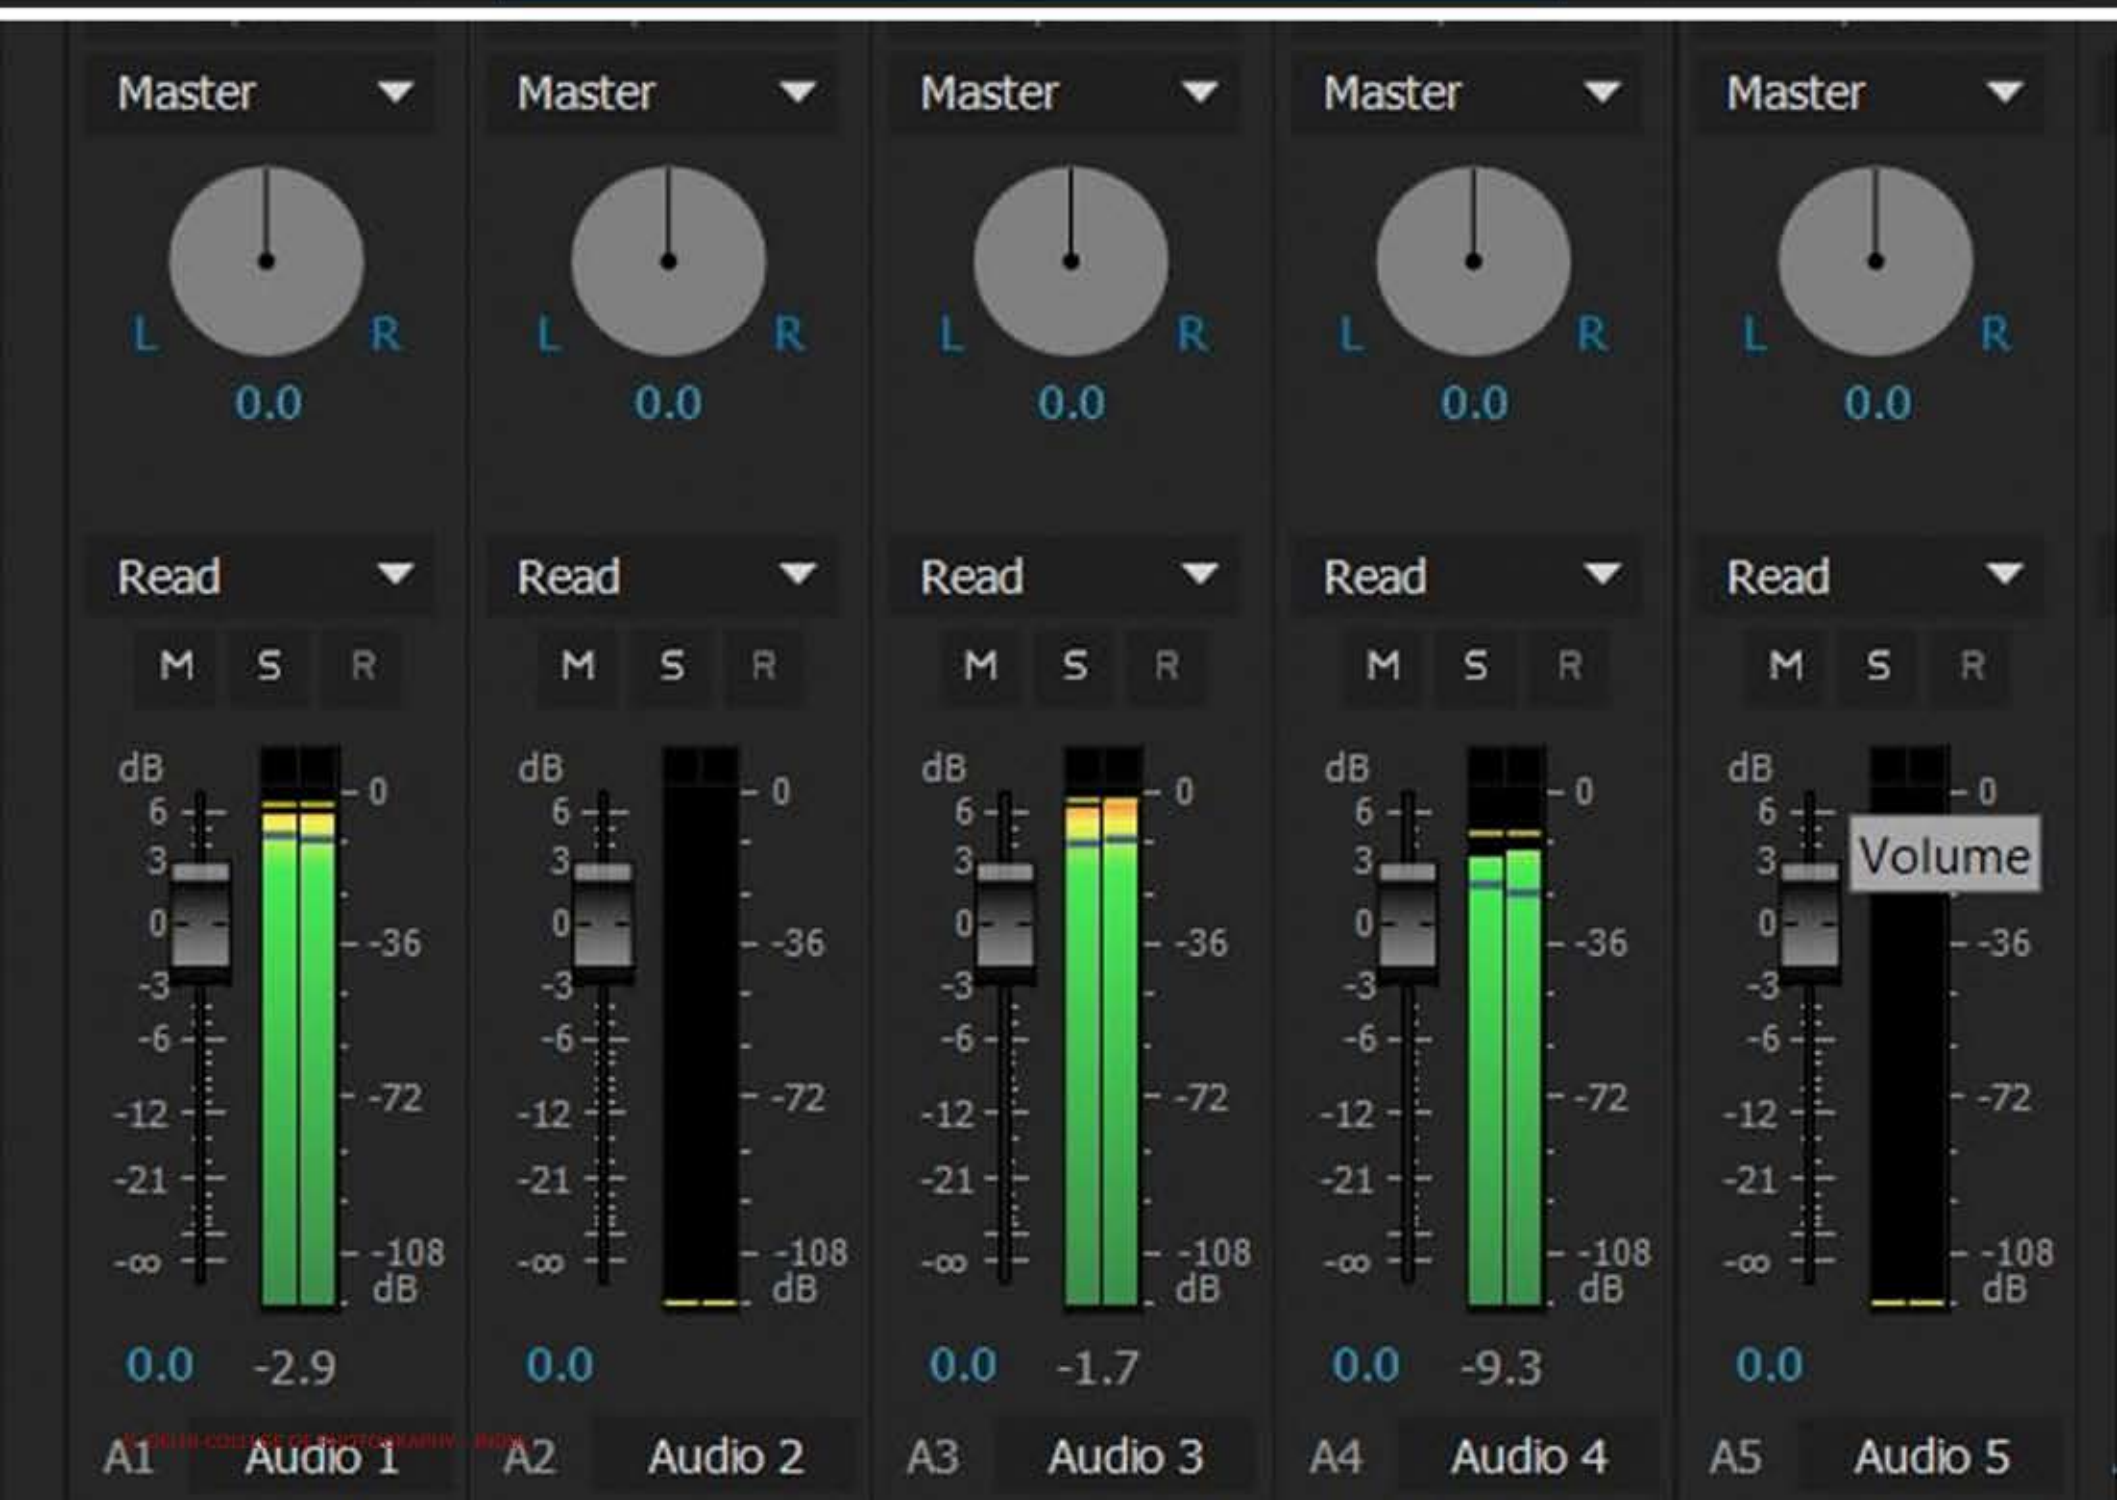 Master Master Master Master Master
L R L R L R L R L R
0.0 0.0 0.0 0.0 0.0
Read Read Read Read Read
M S R M S R M S R M S R M S R
dB dB dB dB dB
0 0 0 0 0
6 6 6 6 6
3 3 3 3 3 Volume
0 0 0 0 0
-36 -36 -36 -36 -36
-3 -3 -3 -3 -3
-6 -6 -6 -6 -6
-72 -72 -72 -72 -72
-12 -12 -12 -12 -12
-21 -21 -21 -21 -21
-∞ -108 -∞ -108 -∞ -108 -∞ -108 -∞ -108
dB dB dB dB dB
0.0 -2.9 0.0 0.0 -1.7 0.0 -9.3 0.0
DELHI COLLEGE OF PHOTOGRAPHY - INDIA
A1 Audio 1 A2 Audio 2 A3 Audio 3 A4 Audio 4 A5 Audio 5